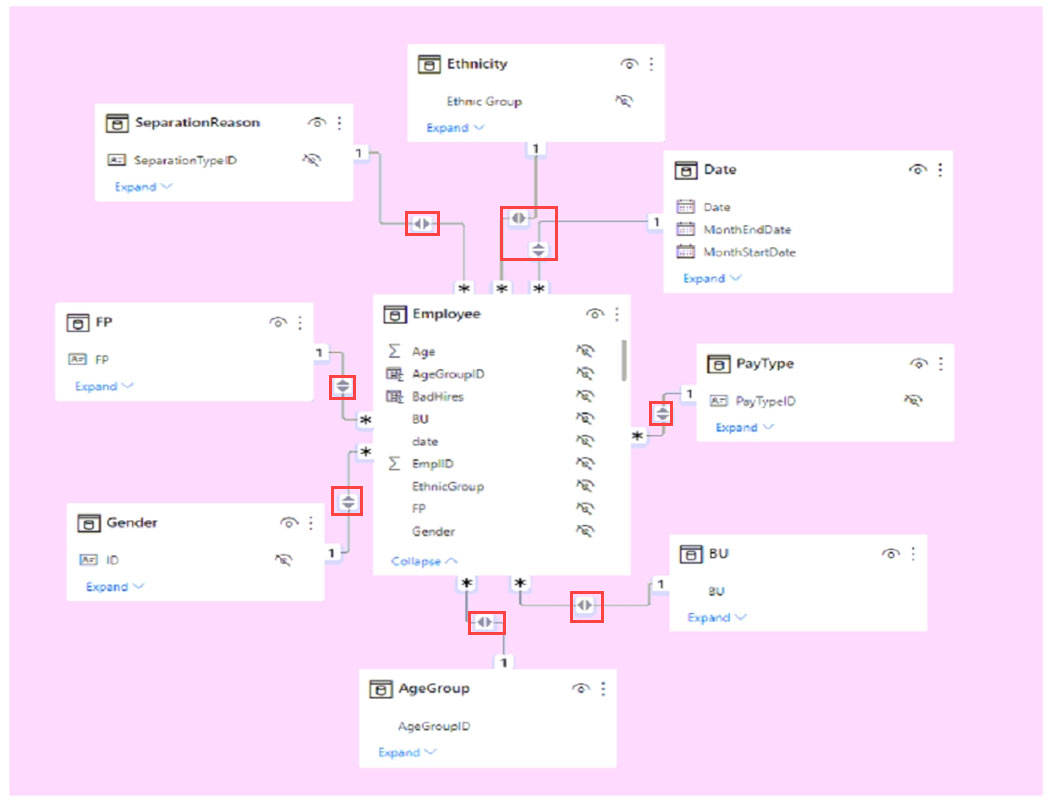 Ethnicity
Ethnic Group
Expand
SeparationReason
SeparationTypeID
Expand
1
1
Date
Date
MonthEndDate
MonthStartDate
Expand
1
* * *
FP
FP
Expand
1
*
Employee
Age
AgeGroupID
BadHires
BU
date
EmplID
EthnicGroup
FP
Gender
Collapse
PayType
PayTypeID
Expand
1
*
*
Gender
ID
Expand
1
BU
BU
Expand
1
* *
1
AgeGroup
AgeGroupID
Expand